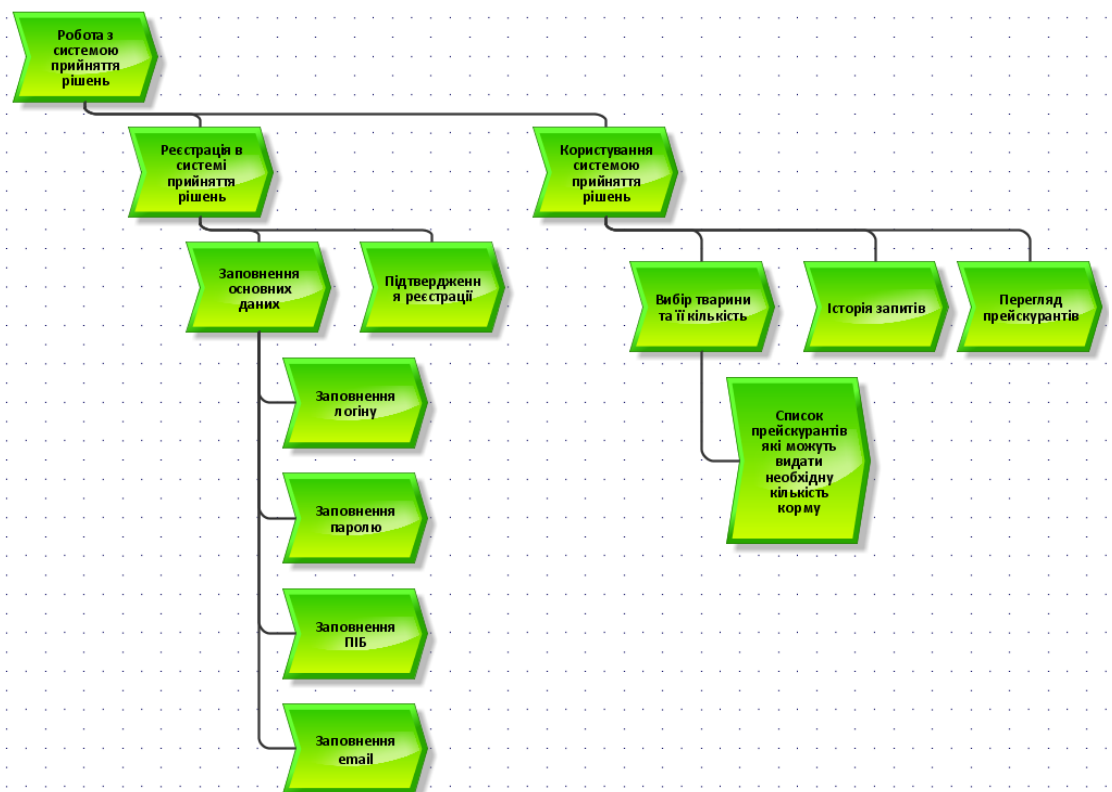 Робота з
системою
прийняття
рішень
Реєстрація в
системі
прийняття
рішень
Користування
системою
прийняття
рішень
Заповнення
основних
даних
Підтвердженн
я реєстрації
Вибір тварини
та її кількість
Історія запитів
Перегляд
прейскурантів
Заповнення
логіну
Список
прейскурантів
які можуть
видати
необхідну
кількість
корму
Заповнення
паролю
Заповнення
ПІБ
Заповнення
email